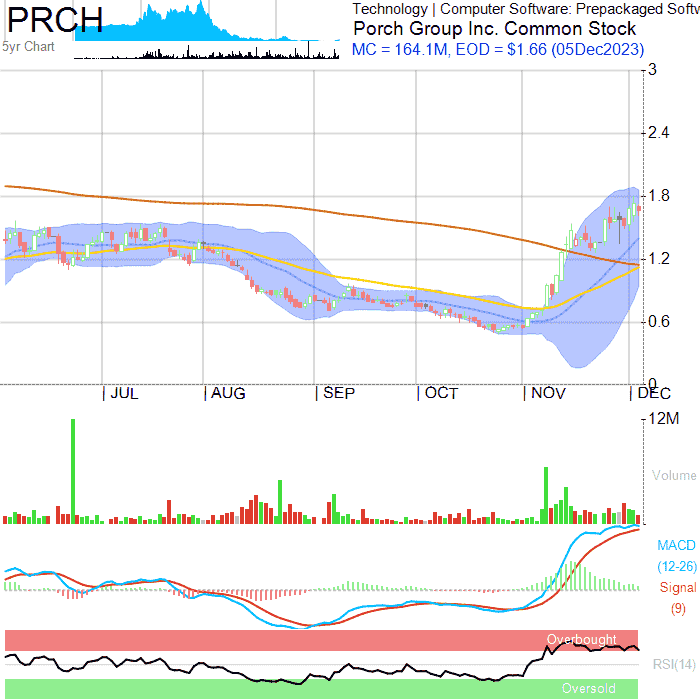 PRCH
5yr Chart
Technology | Computer Software: Prepackaged Softw
Porch Group Inc. Common Stock
MC = 164.1M, EOD = $1.66 (05Dec2023)
3
2.4
1.8
1.2
0.6
0
JUL
AUG
SEP
OCT
NOV
DEC
12M
Volume
MACD
(12-26)
Signal
(9)
Overbought
RSI(14)
Oversold